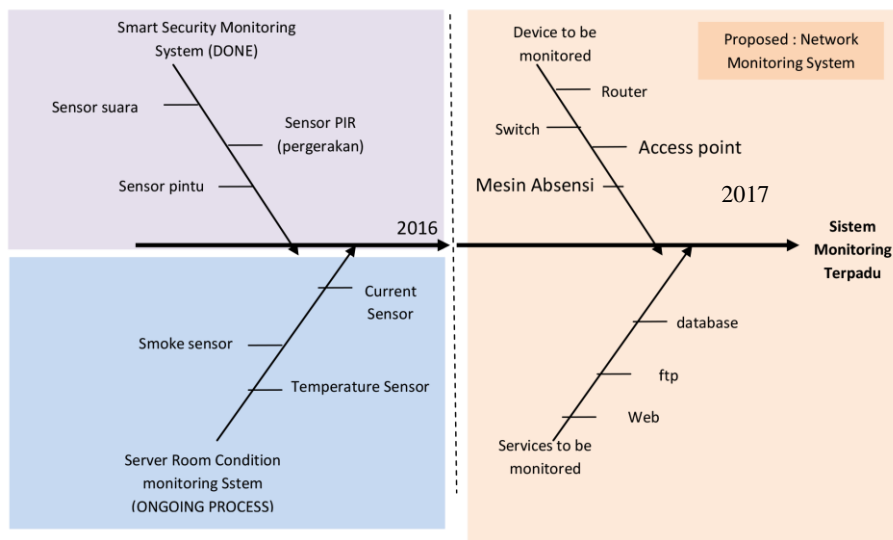 Smart Security Monitoring
System (DONE)
Sensor suara
Sensor PIR
(pergerakan)
Sensor pintu
2016
Current
Sensor
Smoke sensor
Temperature Sensor
Server Room Condition
monitoring Sstem
(ONGOING PROCESS)
Device to be
monitored
Proposed : Network
Monitoring System
Router
Switch
Access point
Mesin Absensi
2017
Sistem
Monitoring
Terpadu
database
ftp
Web
Services to be
monitored